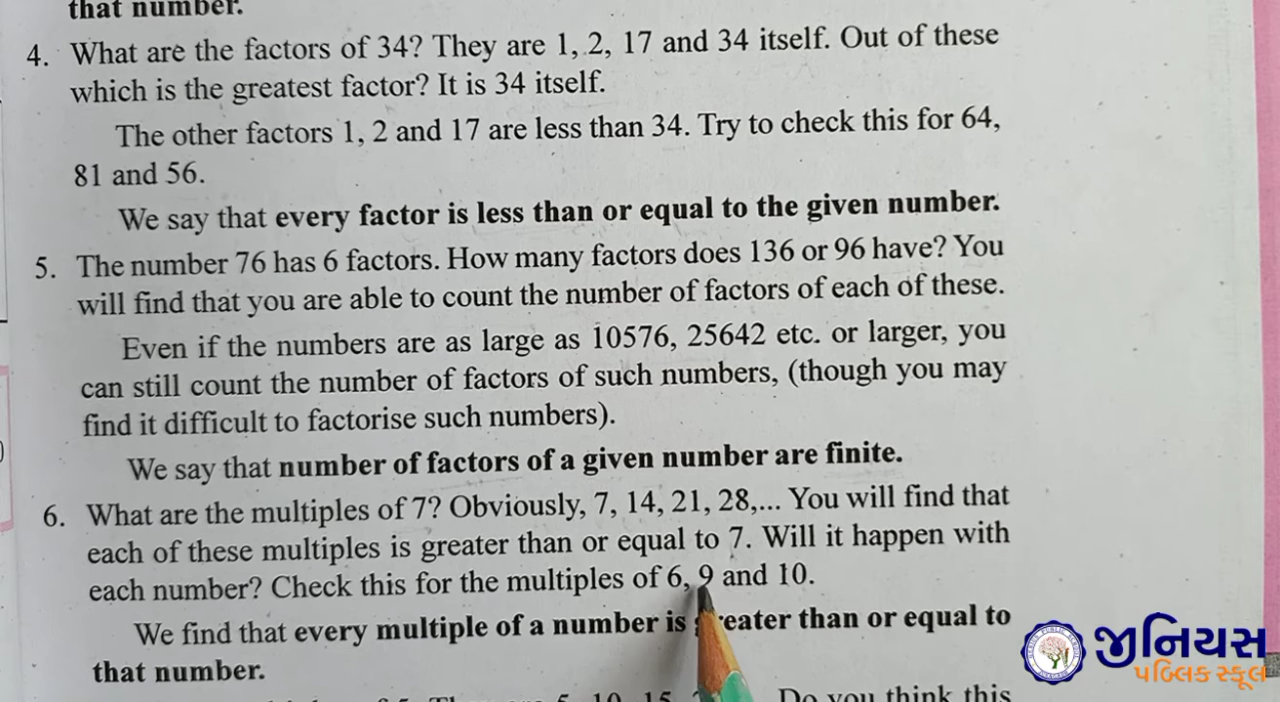 that number.
4. What are the factors of 34? They are 1, 2, 17 and 34 itself. Out of these
which is the greatest factor? It is 34 itself.
The other factors 1, 2 and 17 are less than 34. Try to check this for 64,
81 and 56.
We say that every factor is less than or equal to the given number.
5. The number 76 has 6 factors. How many factors does 136 or 96 have? You
will find that you are able to count the number of factors of each of these.
Even if the numbers are as large as 10576, 25642 etc. or larger, you
can still count the number of factors of such numbers, (though you may
find it difficult to factorise such numbers).
We say that number of factors of a given number are finite.
6. What are the multiples of 7? Obviously, 7, 14, 21, 28,... You will find that
each of these multiples is greater than or equal to 7. Will it happen with
each number? Check this for the multiples of 6, 9 and 10.
We find that every multiple of a number is greater than or equal to
that number.
5, 10, 15, Do you think this
જીનિયસ
પબ્લિક સ્કૂલ